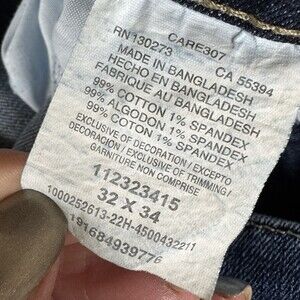 RN130273 CARE307 CA 55394
MADE IN BANGLADESH
HECHO EN BANGLADESH
FABRIQUE AU BANGLADESH
99% COTTON 1% SPANDEX
99% ALGODON 1% SPANDEX
99% COTON 1% SPANDEX
EXCLUSIVE OF DECORATION / EXCEPTO
DECORACION / EXCLUSIVE OF TRIMMING /
GARNITURE NON COMPRISE
112323415
32 X 34
1000252613-22H-4500432211
191684939776